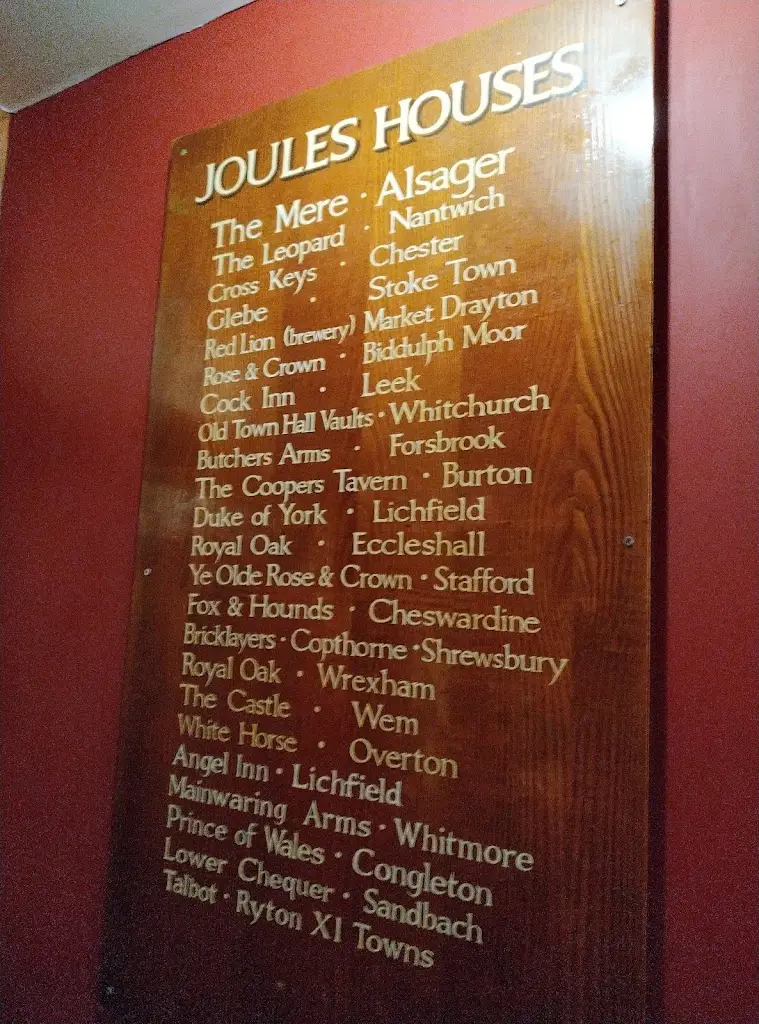 JOULES HOUSES
The Mere · Alsager
The Leopard · Nantwich
Cross Keys · Chester
Glebe · Stoke Town
Red Lion (brewery) Market Drayton
Rose & Crown · Biddulph Moor
Cock Inn · Leek
Old Town Hall Vaults · Whitchurch
Butchers Arms · Forsbrook
The Coopers Tavern · Burton
Duke of York · Lichfield
Royal Oak · Eccleshall
Ye Olde Rose & Crown · Stafford
Fox & Hounds · Cheswardine
Bricklayers · Copthorne · Shrewsbury
Royal Oak · Wrexham
The Castle · Wem
White Horse · Overton
Angel Inn · Lichfield
Mainwaring Arms · Whitmore
Prince of Wales · Congleton
Lower Chequer · Sandbach
Talbot · Ryton XI Towns